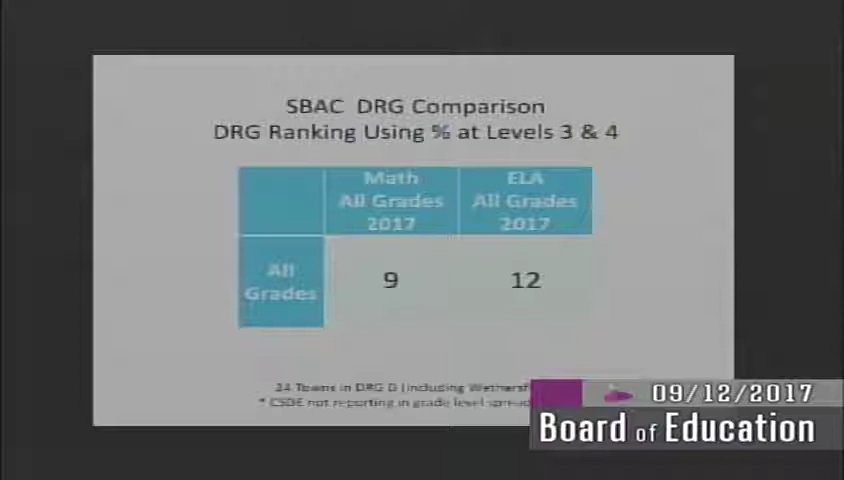 SBAC DRG Comparison
DRG Ranking Using % at Levels 3 & 4
Math
All Grades
2017
ELA
All Grades
2017
All
Grades
9
12
24 Towns in DRG D (including
* CSDE not reporting in grade level
09/12/2017
Board of Education